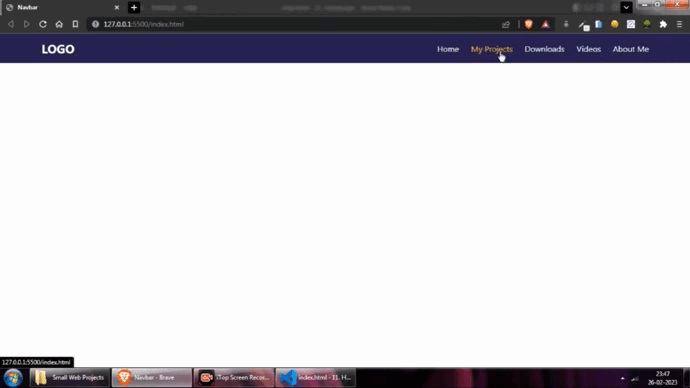 Navbar
127.0.0.1:5500/index.html
LOGO
Home My Projects Downloads Videos About Me
127.0.0.1:5500/index.html
Small Web Projects Navbar - Brave iTop Screen Recor... index.html - 11. H...
23:47
26-02-2023